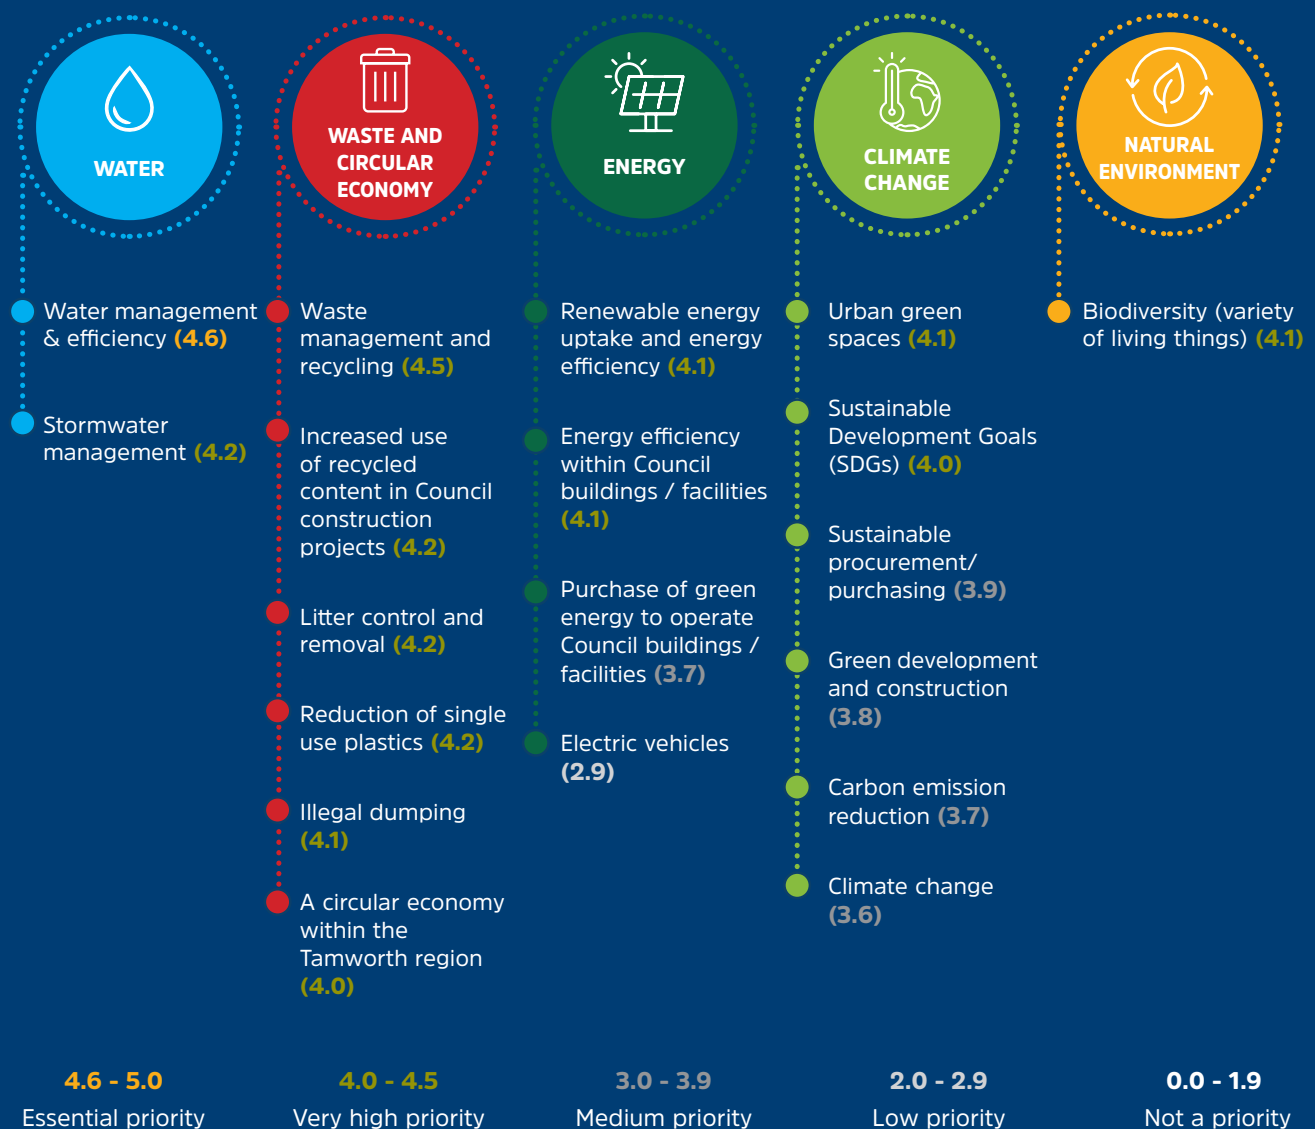 WATER
Water management
& efficiency (4.6)
Stormwater
management (4.2)
WASTE AND
CIRCULAR
ECONOMY
Waste
management and
recycling (4.5)
Increased use
of recycled
content in Council
construction
projects (4.2)
Litter control and
removal (4.2)
Reduction of single
use plastics (4.2)
Illegal dumping
(4.1)
A circular economy
within the
Tamworth region
(4.0)
ENERGY
Renewable energy
uptake and energy
efficiency (4.1)
Energy efficiency
within Council
buildings / facilities
(4.1)
Purchase of green
energy to operate
Council buildings /
facilities (3.7)
Electric vehicles
(2.9)
CLIMATE
CHANGE
Urban green
spaces (4.1)
Sustainable
Development Goals
(SDGs) (4.0)
Sustainable
procurement/
purchasing (3.9)
Green development
and construction
(3.8)
Carbon emission
reduction (3.7)
Climate change
(3.6)
NATURAL
ENVIRONMENT
Biodiversity (variety
of living things) (4.1)
4.6 - 5.0
Essential priority
4.0 - 4.5
Very high priority
3.0 - 3.9
Medium priority
2.0 - 2.9
Low priority
0.0 - 1.9
Not a priority